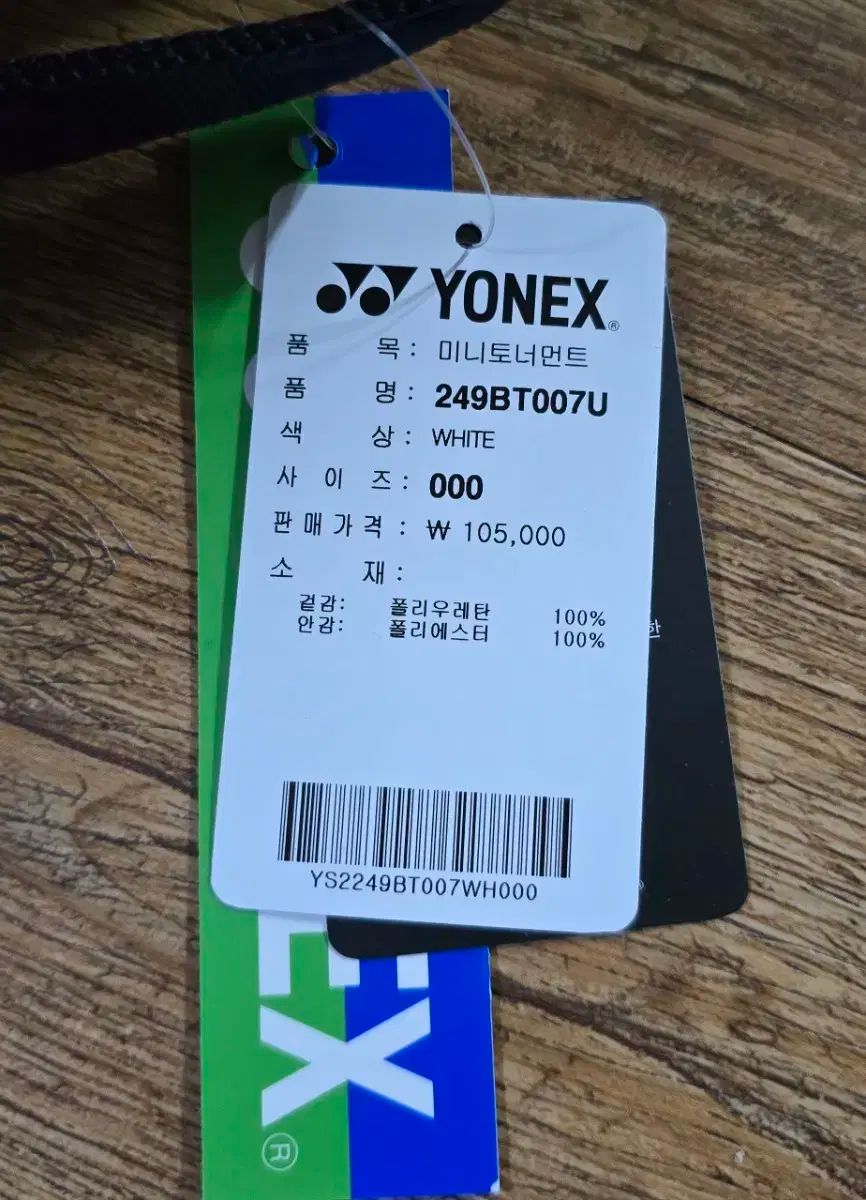 YONEX®
품 목 : 미니토너먼트
품 명 : 249BT007U
색 상 : WHITE
사 이 즈 : 000
판 매 가 격 : ₩ 105,000
소 재 :
겉감: 폴리우레탄 100%
안감: 폴리에스터 100%
YS2249BT007WH000
한
EX®